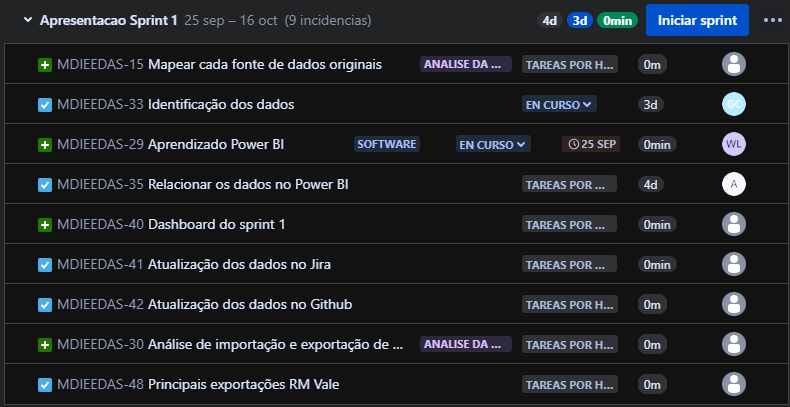 Apresentacao Sprint 1 25 sep – 16 oct (9 incidencias) 4d 3d 0min Iniciar sprint
MDIEEDAS-15 Mapear cada fonte de dados originais ANALISE DA ... TAREAS POR H... 0m
MDIEEDAS-33 Identificação dos dados EN CURSO 3d GC
MDIEEDAS-29 Aprendizado Power BI SOFTWARE EN CURSO 25 SEP 0min WL
MDIEEDAS-35 Relacionar os dados no Power BI TAREAS POR ... 4d A
MDIEEDAS-40 Dashboard do sprint 1 TAREAS POR ... 0min
MDIEEDAS-41 Atualização dos dados no Jira TAREAS POR ... 0min
MDIEEDAS-42 Atualização dos dados no Github TAREAS POR H... 0m
MDIEEDAS-30 Análise de importação e exportação de ... ANALISE DA ... TAREAS POR H... 0m
MDIEEDAS-48 Principais exportações RM Vale TAREAS POR H... 0m